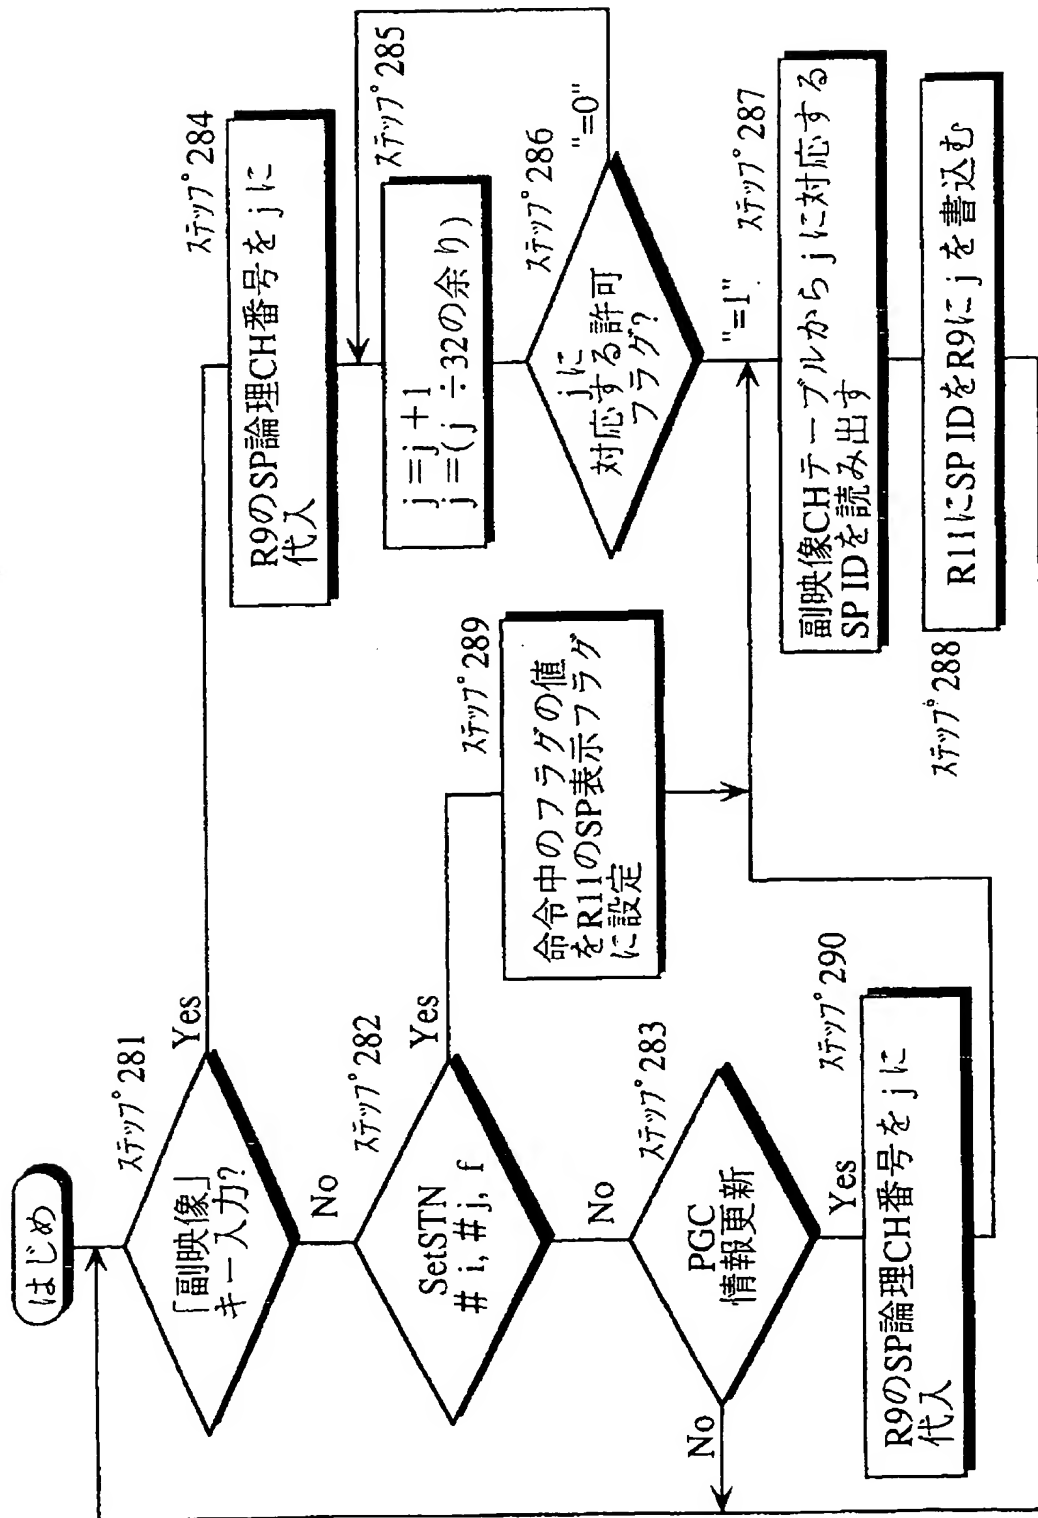 はじめ
ステップ281
「副映像」
キー入力?
Yes
No
ステップ282
SetSTN
# i, # j, f
Yes
No
ステップ283
PGC
情報更新
No
Yes
ステップ290
R9のSP論理CH番号をjに
代入
ステップ289
命令中のフラグの値
をR11のSP表示フラグ
に設定
ステップ284
R9のSP論理CH番号をjに
代入
ステップ285
j=j+1
j=(j÷32の余り)
ステップ286
jに
対応する許可
フラグ?
"=0"
"=1"
ステップ287
副映像CHテーブルからjに対応する
SP IDを読み出す
ステップ288
R11にSP IDをR9にjを書込む